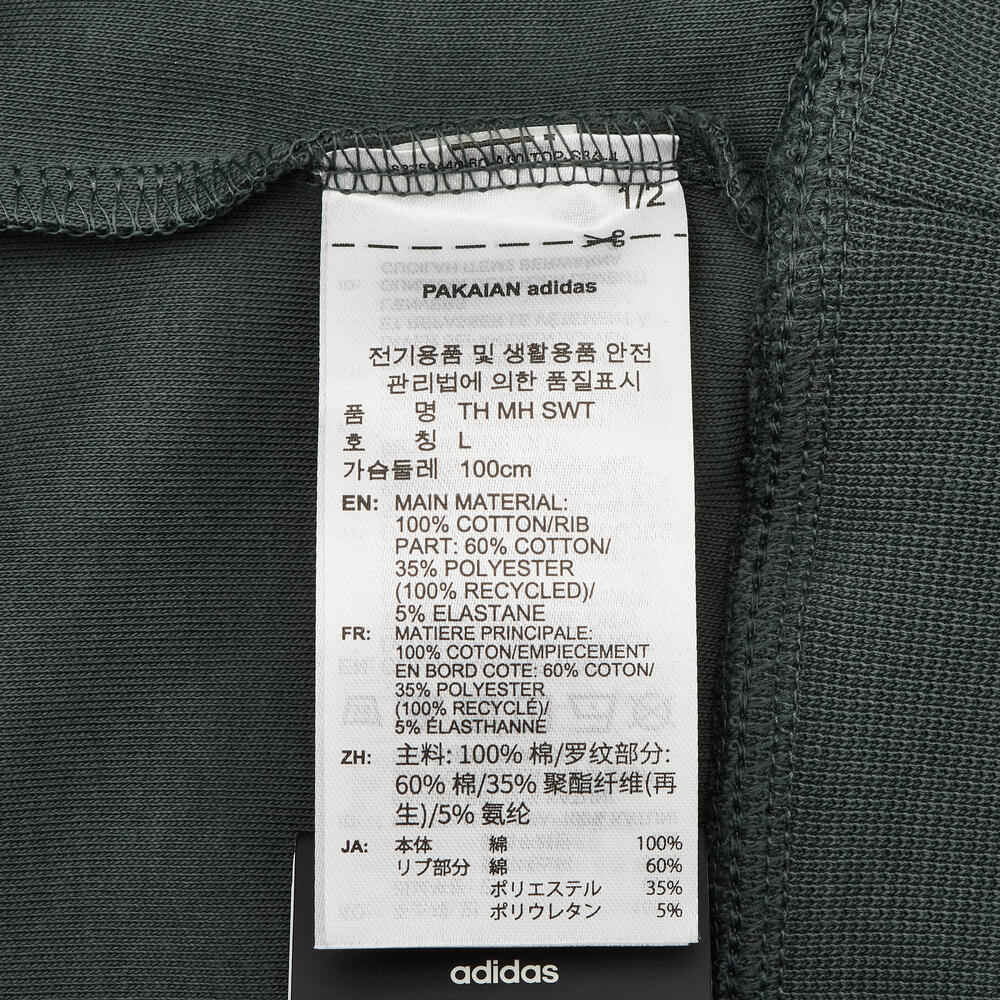 1/2
PAKAIAN adidas
전기용품 및 생활용품 안전
관리법에 의한 품질표시
품 명 TH MH SWT
호 칭 L
가슴둘레 100cm
EN: MAIN MATERIAL:
100% COTTON/RIB
PART: 60% COTTON/
35% POLYESTER
(100% RECYCLED)/
5% ELASTANE
FR: MATIERE PRINCIPALE:
100% COTON/EMPIECEMENT
EN BORD COTE: 60% COTON/
35% POLYESTER
(100% RECYCLÉ)/
5% ÉLASTHANNE
ZH: 主料: 100% 棉/罗纹部分:
60% 棉/35% 聚酯纤维(再
生)/5% 氨纶
JA: 本体 綿 100%
リブ部分 綿 60%
ポリエステル 35%
ポリウレタン 5%
adidas